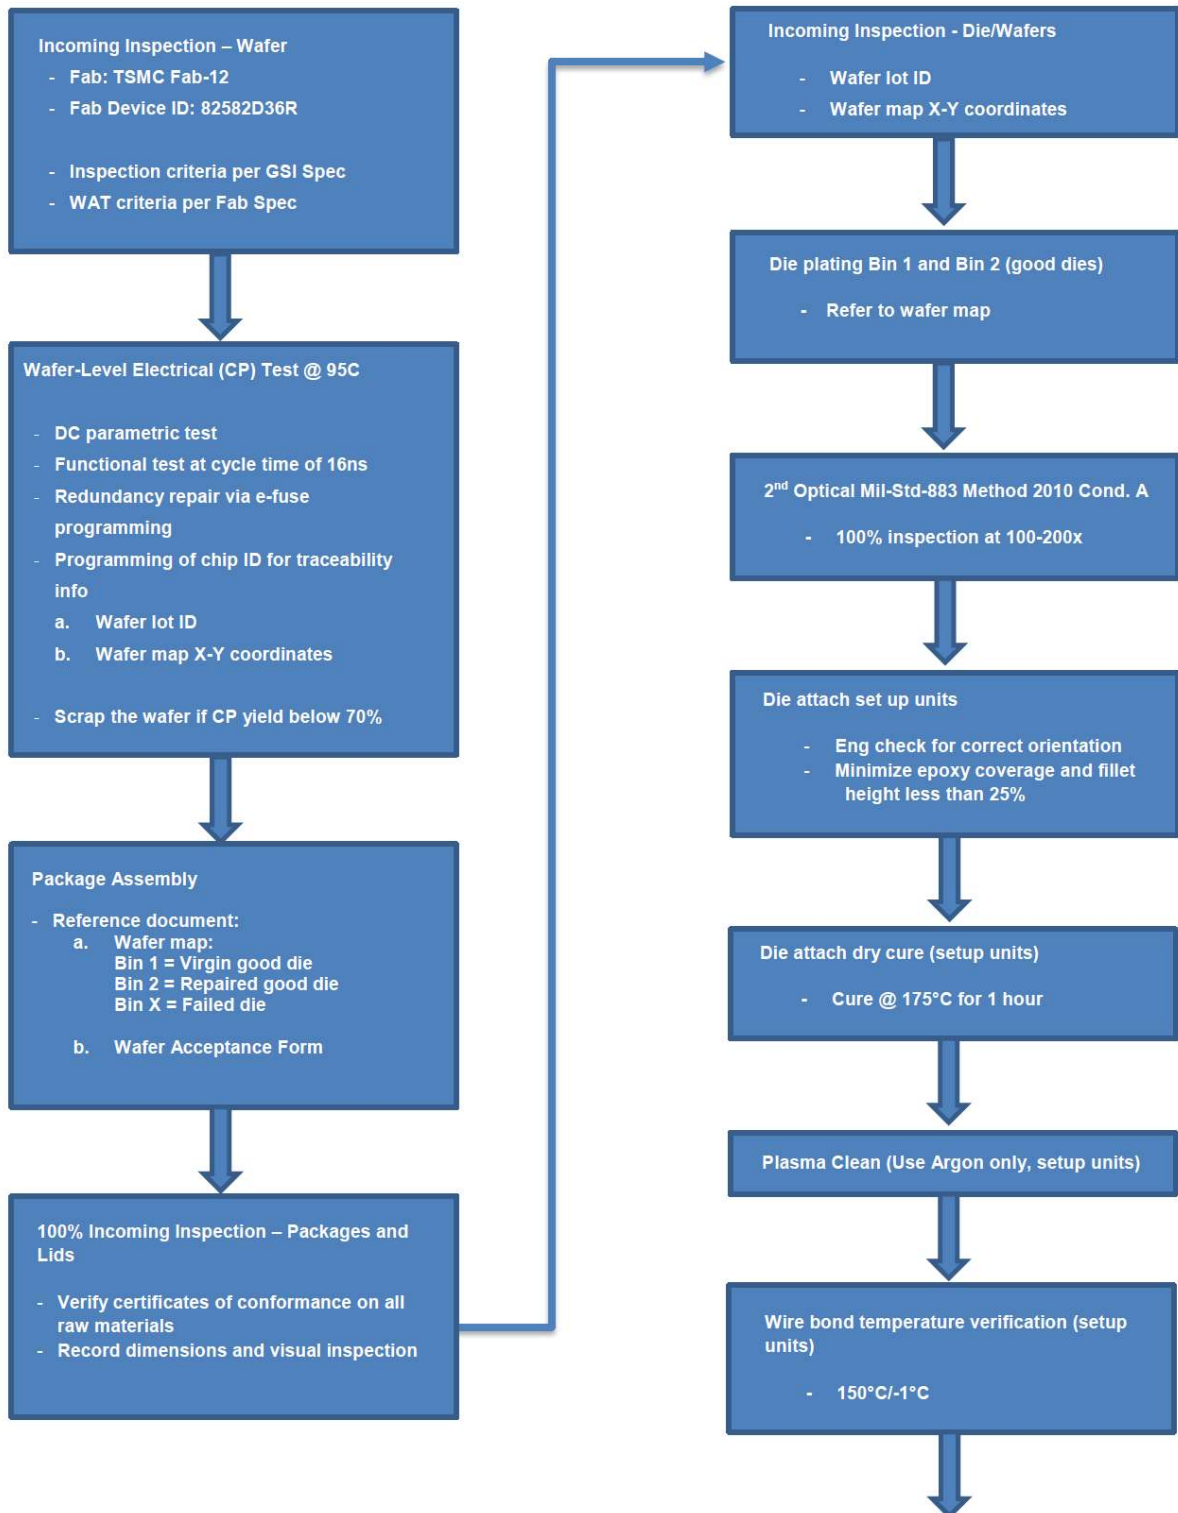 Incoming Inspection – Wafer
- Fab: TSMC Fab-12
- Fab Device ID: 82582D36R
- Inspection criteria per GSI Spec
- WAT criteria per Fab Spec
Wafer-Level Electrical (CP) Test @ 95C
- DC parametric test
- Functional test at cycle time of 16ns
- Redundancy repair via e-fuse
programming
- Programming of chip ID for traceability
info
a. Wafer lot ID
b. Wafer map X-Y coordinates
- Scrap the wafer if CP yield below 70%
Package Assembly
- Reference document:
a. Wafer map:
Bin 1 = Virgin good die
Bin 2 = Repaired good die
Bin X = Failed die
b. Wafer Acceptance Form
100% Incoming Inspection – Packages and
Lids
- Verify certificates of conformance on all
raw materials
- Record dimensions and visual inspection
Incoming Inspection - Die/Wafers
- Wafer lot ID
- Wafer map X-Y coordinates
Die plating Bin 1 and Bin 2 (good dies)
- Refer to wafer map
2nd Optical Mil-Std-883 Method 2010 Cond. A
- 100% inspection at 100-200x
Die attach set up units
- Eng check for correct orientation
- Minimize epoxy coverage and fillet
height less than 25%
Die attach dry cure (setup units)
- Cure @ 175°C for 1 hour
Plasma Clean (Use Argon only, setup units)
Wire bond temperature verification (setup
units)
- 150°C/-1°C